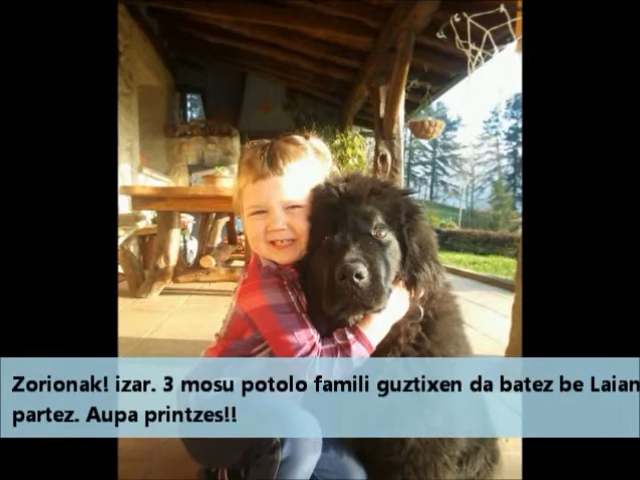 Zorionak! izar. 3 mosu potolo famili guztixen da batez be Laian
partez. Aupa printzes!!